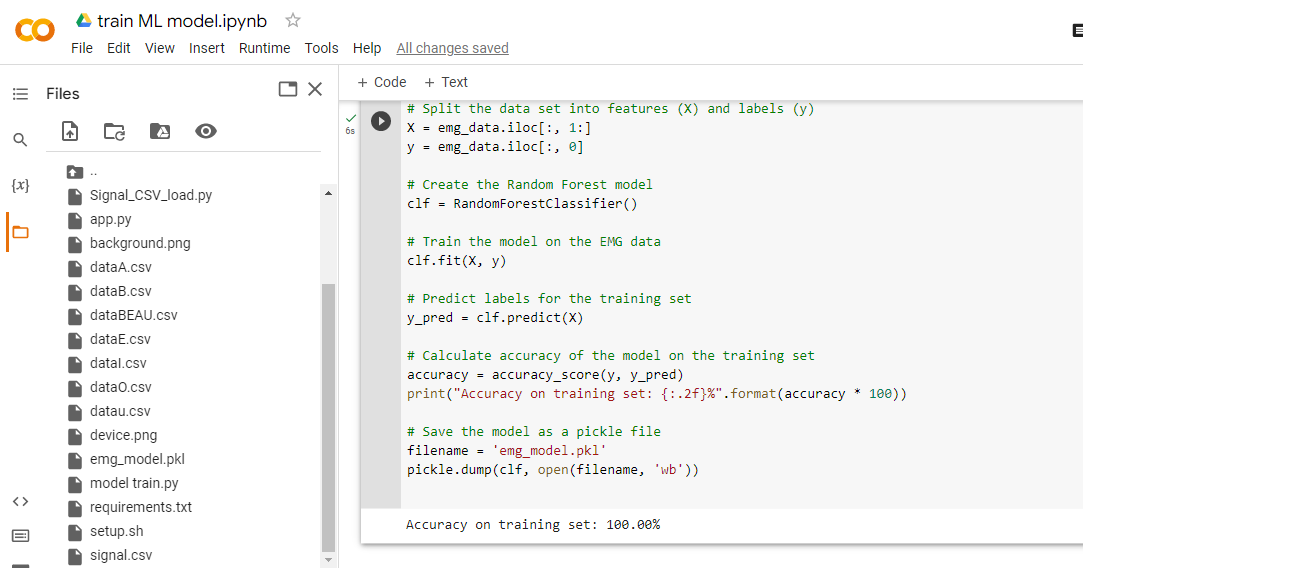 train ML model.ipynb
File Edit View Insert Runtime Tools Help All changes saved
Files
+ Code + Text
{x}
..
Signal_CSV_load.py
app.py
background.png
dataA.csv
dataB.csv
dataBEAU.csv
dataE.csv
dataI.csv
dataO.csv
datau.csv
device.png
emg_model.pkl
model train.py
requirements.txt
setup.sh
signal.csv
6s
# Split the data set into features (X) and labels (y)
X = emg_data.iloc[:, 1:]
y = emg_data.iloc[:, 0]
# Create the Random Forest model
clf = RandomForestClassifier()
# Train the model on the EMG data
clf.fit(X, y)
# Predict labels for the training set
y_pred = clf.predict(X)
# Calculate accuracy of the model on the training set
accuracy = accuracy_score(y, y_pred)
print("Accuracy on training set: {:.2f}%".format(accuracy * 100))
# Save the model as a pickle file
filename = 'emg_model.pkl'
pickle.dump(clf, open(filename, 'wb'))
Accuracy on training set: 100.00%